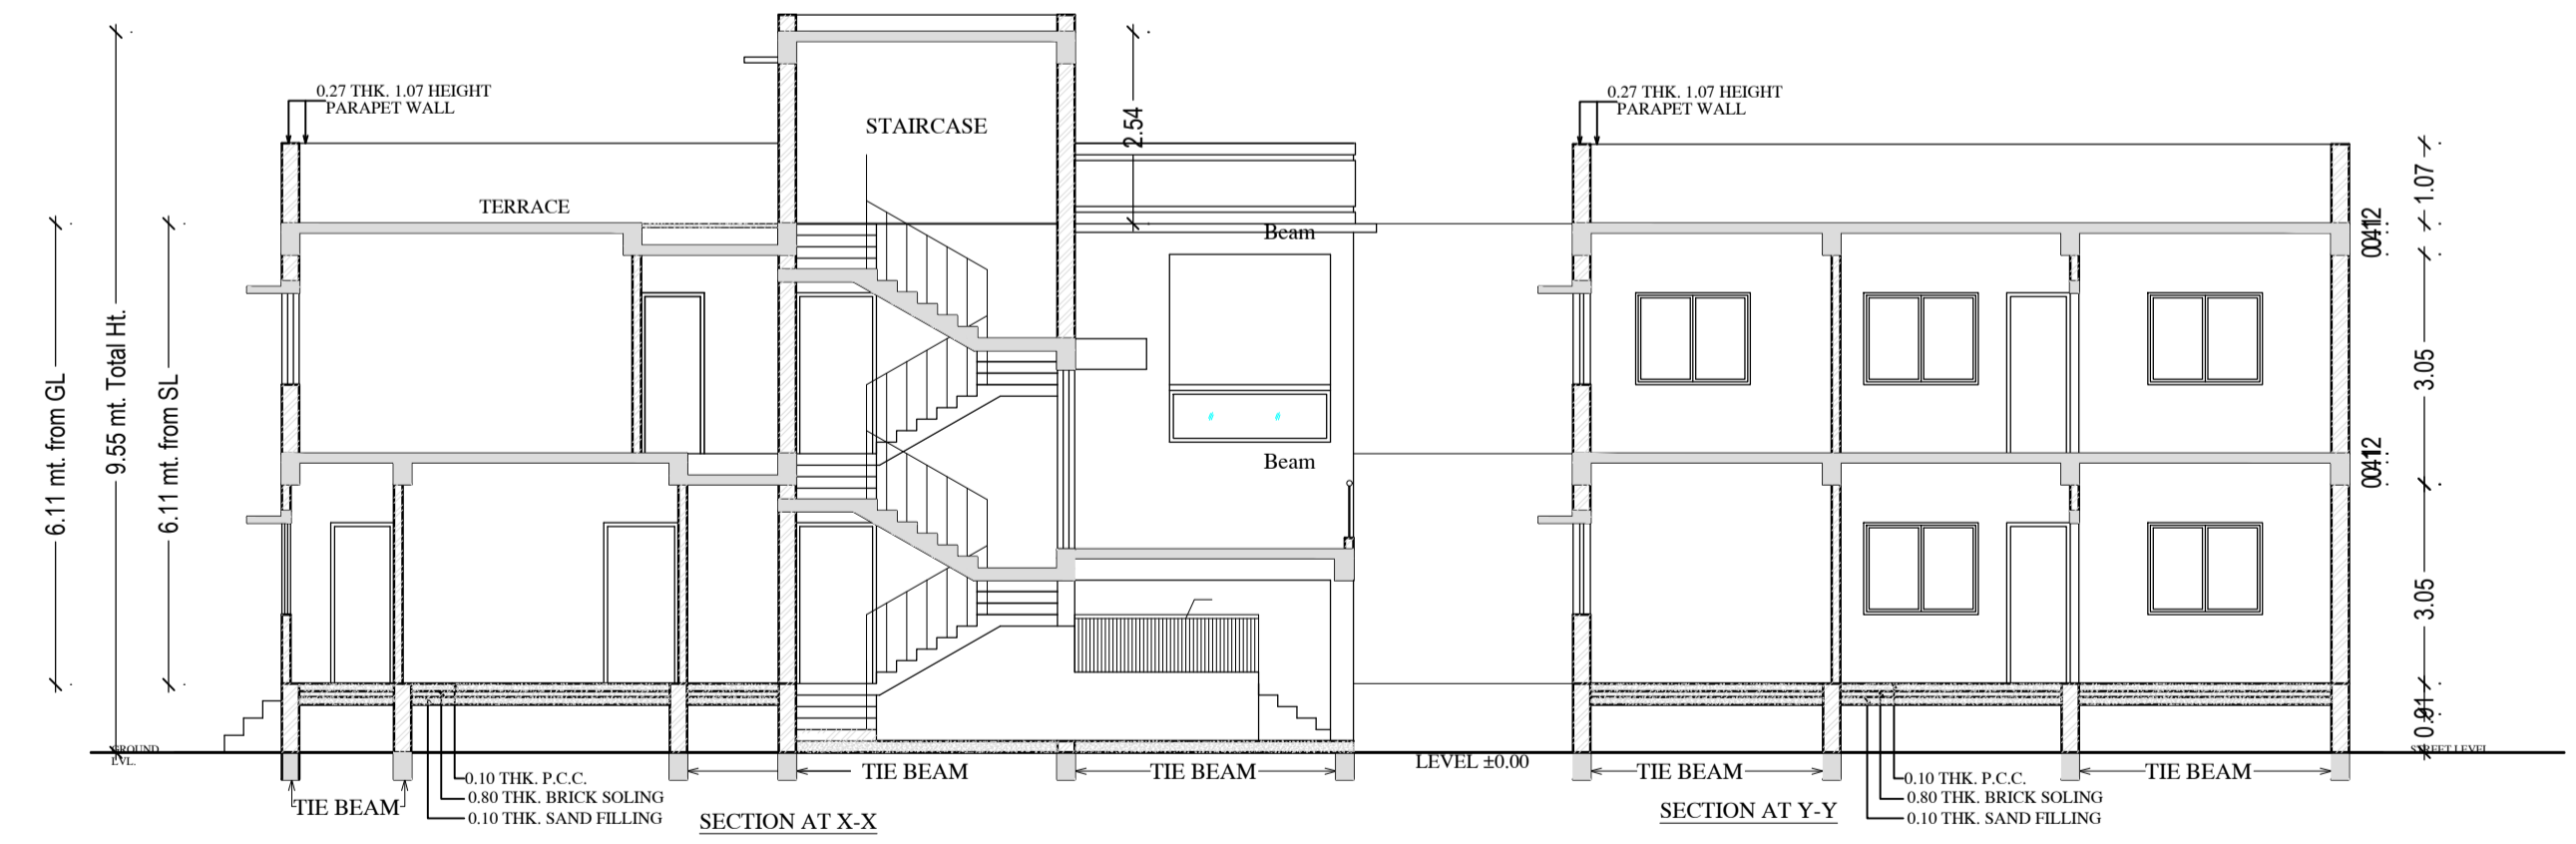 0.27 THK. 1.07 HEIGHT
PARAPET WALL
STAIRCASE
2.54
TERRACE
Beam
Beam
6.11 mt. from GL
9.55 mt. Total Ht.
6.11 mt. from SL
GROUND
LVL.
TIE BEAM
0.10 THK. P.C.C.
0.80 THK. BRICK SOLING
0.10 THK. SAND FILLING
TIE BEAM
TIE BEAM
SECTION AT X-X
LEVEL ±0.00
0.27 THK. 1.07 HEIGHT
PARAPET WALL
1.07
3.05
3.05
0.91
STREET LEVEL
TIE BEAM
TIE BEAM
0.10 THK. P.C.C.
0.80 THK. BRICK SOLING
0.10 THK. SAND FILLING
SECTION AT Y-Y